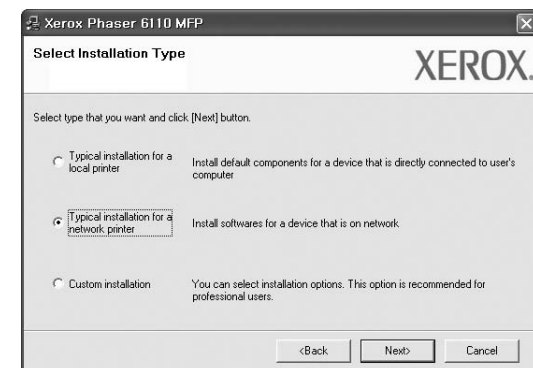 Xerox Phaser 6110 MFP
Select Installation Type
XEROX.
Select type that you want and click [Next] button.
Typical installation for a
local printer
Install default components for a device that is directly connected to user's
computer
Typical installation for a
network printer
Install softwares for a device that is on network
Custom installation
You can select installation options. This option is recommended for
professional users.
<Back
Next>
Cancel